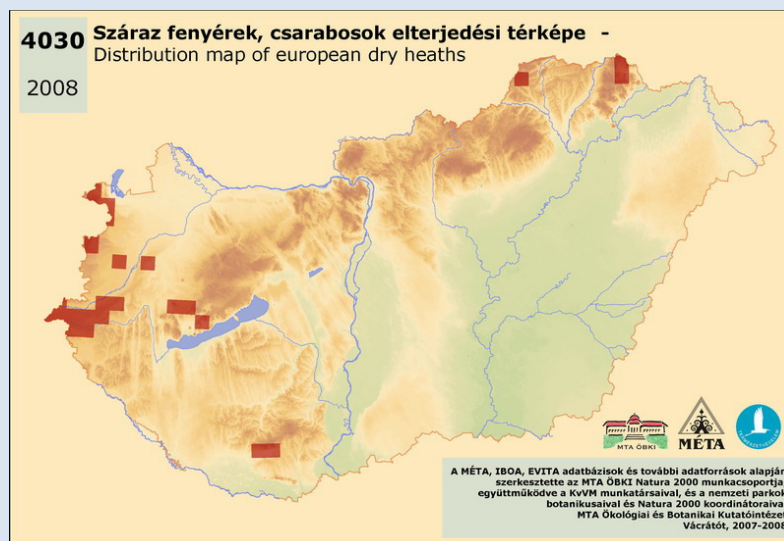 4030
Száraz fenyérek, csarabosok elterjedési térképe -
Distribution map of european dry heaths
2008
MTA ÖBKI
MÉTA
A MÉTA, IBOA, EVITA adatbázisok és további adatforrások alapján
szerkesztette az MTA ÖBKI Natura 2000 munkacsoportja,
együttműködve a KvVM munkatársaival, és a nemzeti parkok
botanikusaival és Natura 2000 koordinátoraival
MTA Ökológiai és Botanikai Kutatóintézet
Vácrátót, 2007-2008